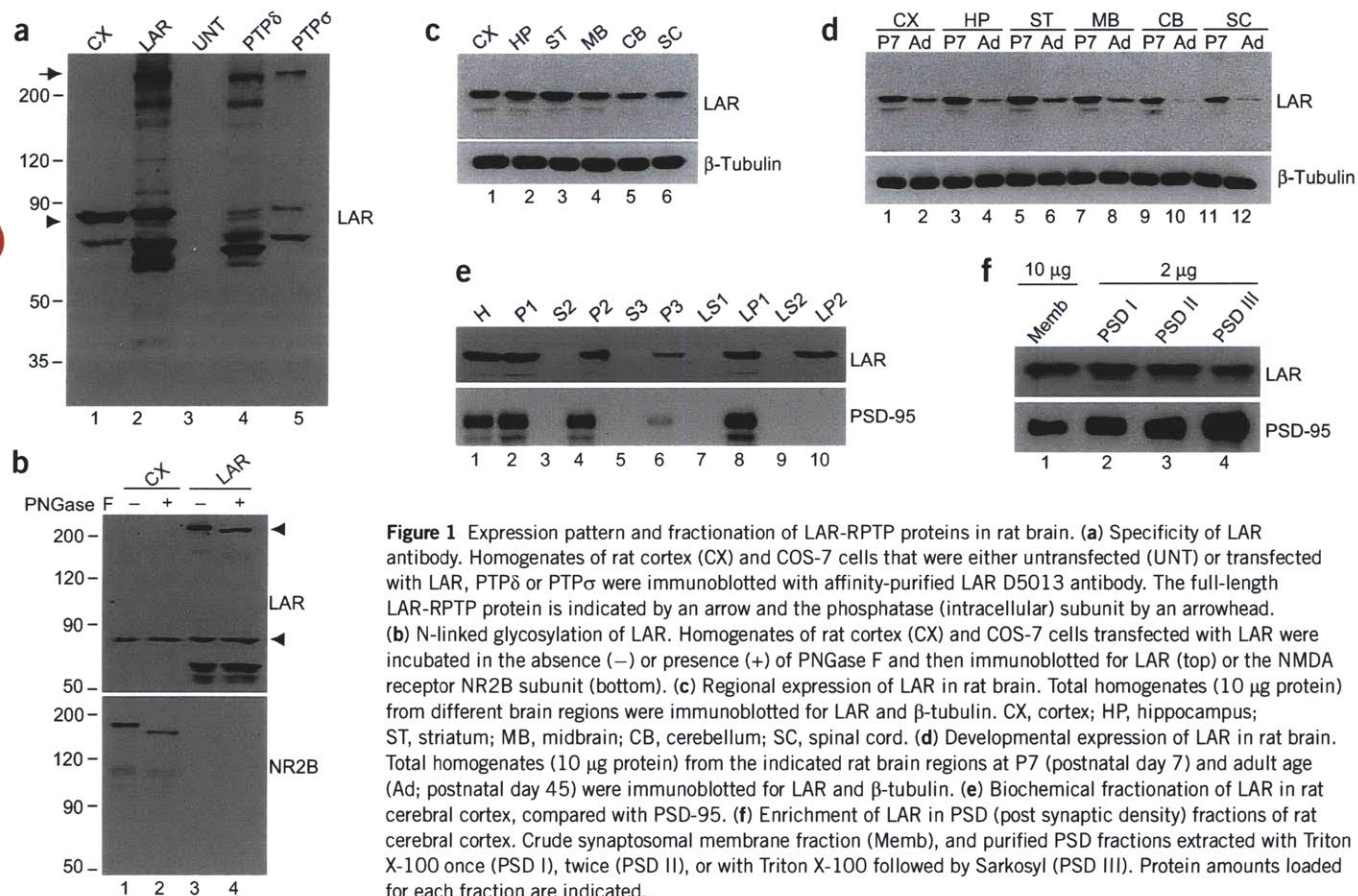 a
CX LAR UNT PTPδ PTPσ
200
120
90
50
35
LAR
1 2 3 4 5
b
CX LAR
PNGase F − + − +
200
120
90
50
LAR
200
120
90
50
NR2B
1 2 3 4
c
CX HP ST MB CB SC
LAR
β-Tubulin
1 2 3 4 5 6
d
CX HP ST MB CB SC
P7 Ad P7 Ad P7 Ad P7 Ad P7 Ad P7 Ad
LAR
β-Tubulin
1 2 3 4 5 6 7 8 9 10 11 12
e
H P1 S2 P2 S3 P3 LS1 LP1 LS2 LP2
LAR
PSD-95
1 2 3 4 5 6 7 8 9 10
f
10 μg 2 μg
Memb PSD I PSD II PSD III
LAR
PSD-95
1 2 3 4
Figure 1 Expression pattern and fractionation of LAR-RPTP proteins in rat brain. (a) Specificity of LAR
antibody. Homogenates of rat cortex (CX) and COS-7 cells that were either untransfected (UNT) or transfected
with LAR, PTPδ or PTPσ were immunoblotted with affinity-purified LAR D5013 antibody. The full-length
LAR-RPTP protein is indicated by an arrow and the phosphatase (intracellular) subunit by an arrowhead.
(b) N-linked glycosylation of LAR. Homogenates of rat cortex (CX) and COS-7 cells transfected with LAR were
incubated in the absence (−) or presence (+) of PNGase F and then immunoblotted for LAR (top) or the NMDA
receptor NR2B subunit (bottom). (c) Regional expression of LAR in rat brain. Total homogenates (10 μg protein)
from different brain regions were immunoblotted for LAR and β-tubulin. CX, cortex; HP, hippocampus;
ST, striatum; MB, midbrain; CB, cerebellum; SC, spinal cord. (d) Developmental expression of LAR in rat brain.
Total homogenates (10 μg protein) from the indicated rat brain regions at P7 (postnatal day 7) and adult age
(Ad; postnatal day 45) were immunoblotted for LAR and β-tubulin. (e) Biochemical fractionation of LAR in rat
cerebral cortex, compared with PSD-95. (f) Enrichment of LAR in PSD (post synaptic density) fractions of rat
cerebral cortex. Crude synaptosomal membrane fraction (Memb), and purified PSD fractions extracted with Triton
X-100 once (PSD I), twice (PSD II), or with Triton X-100 followed by Sarkosyl (PSD III). Protein amounts loaded
for each fraction are indicated.